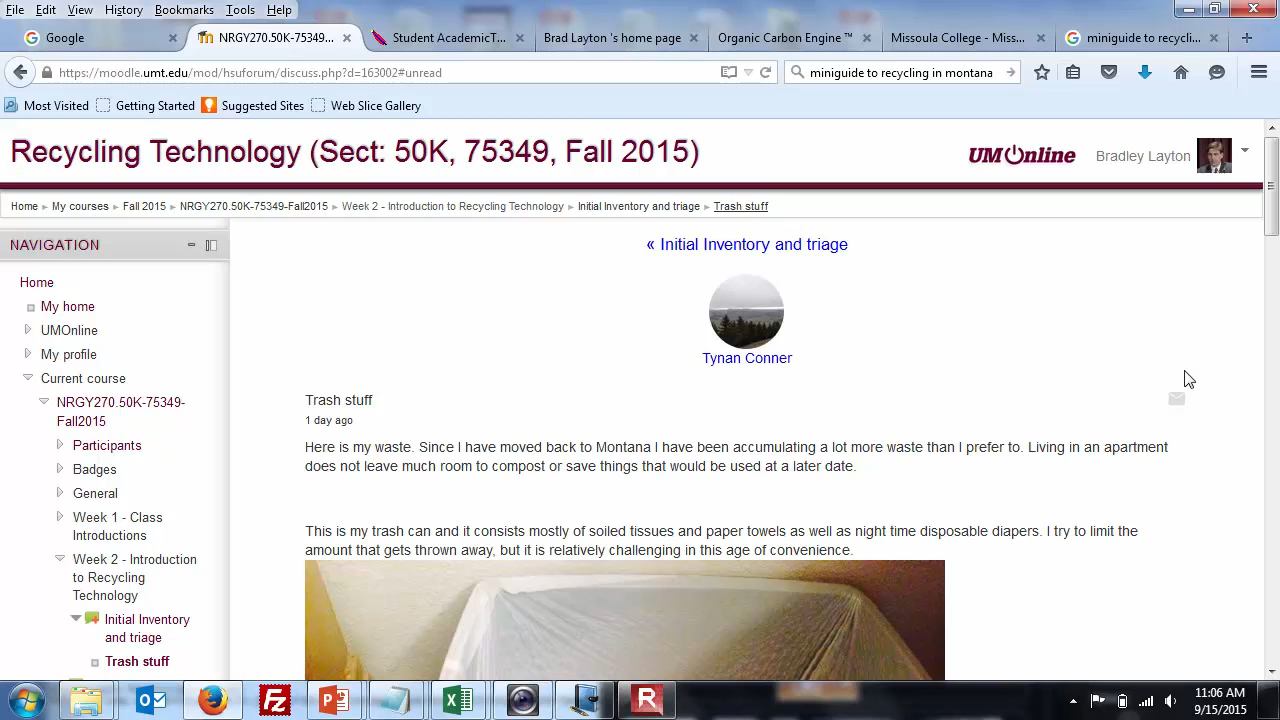 File Edit View History Bookmarks Tools Help
Google
NRGY270.50K-75349...
Student AcademicT...
Brad Layton 's home page
Organic Carbon Engine ™
Missoula College - Miss...
miniguide to recycli...
https://moodle.umt.edu/mod/hsuforum/discuss.php?d=163002#unread
miniguide to recycling in montana
Most Visited Getting Started Suggested Sites Web Slice Gallery
Recycling Technology (Sect: 50K, 75349, Fall 2015)
UMOnline
Bradley Layton
Home My courses Fall 2015 NRGY270.50K-75349-Fall2015 Week 2 - Introduction to Recycling Technology Initial Inventory and triage Trash stuff
NAVIGATION
Home
My home
UMOnline
My profile
Current course
NRGY270.50K-75349-
Fall2015
Participants
Badges
General
Week 1 - Class
Introductions
Week 2 - Introduction
to Recycling
Technology
Initial Inventory
and triage
Trash stuff
« Initial Inventory and triage
Tynan Conner
Trash stuff
1 day ago
Here is my waste. Since I have moved back to Montana I have been accumulating a lot more waste than I prefer to. Living in an apartment
does not leave much room to compost or save things that would be used at a later date.
This is my trash can and it consists mostly of soiled tissues and paper towels as well as night time disposable diapers. I try to limit the
amount that gets thrown away, but it is relatively challenging in this age of convenience.
11:06 AM
9/15/2015